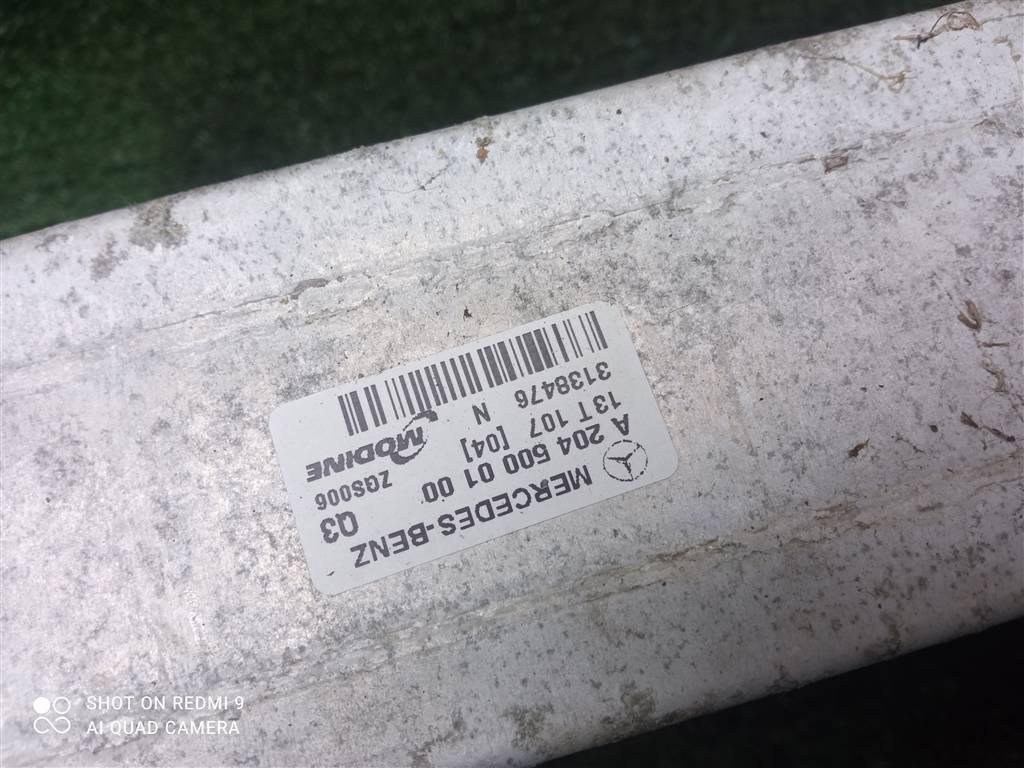 MERCEDES-BENZ
A 204 500 01 00 Q3
13T 107 [04] ZGS006
3138476 N MODINE
SHOT ON REDMI 9
AI QUAD CAMERA